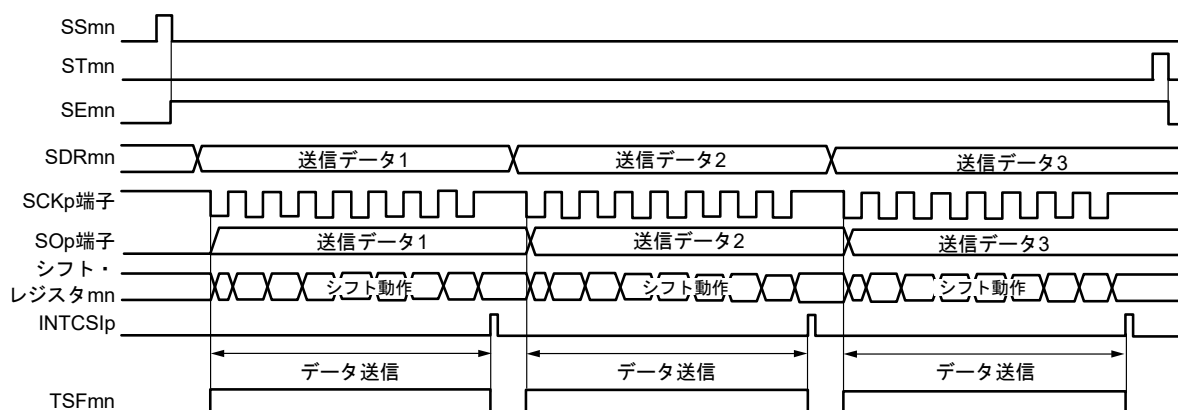 SSmn
STmn
SEmn
SDRmn 送信データ1 送信データ2 送信データ3
SCKp端子
SOp端子 送信データ1 送信データ2 送信データ3
シフト・
レジスタmn シフト動作 シフト動作 シフト動作
INTCSIp
データ送信 データ送信 データ送信
TSFmn